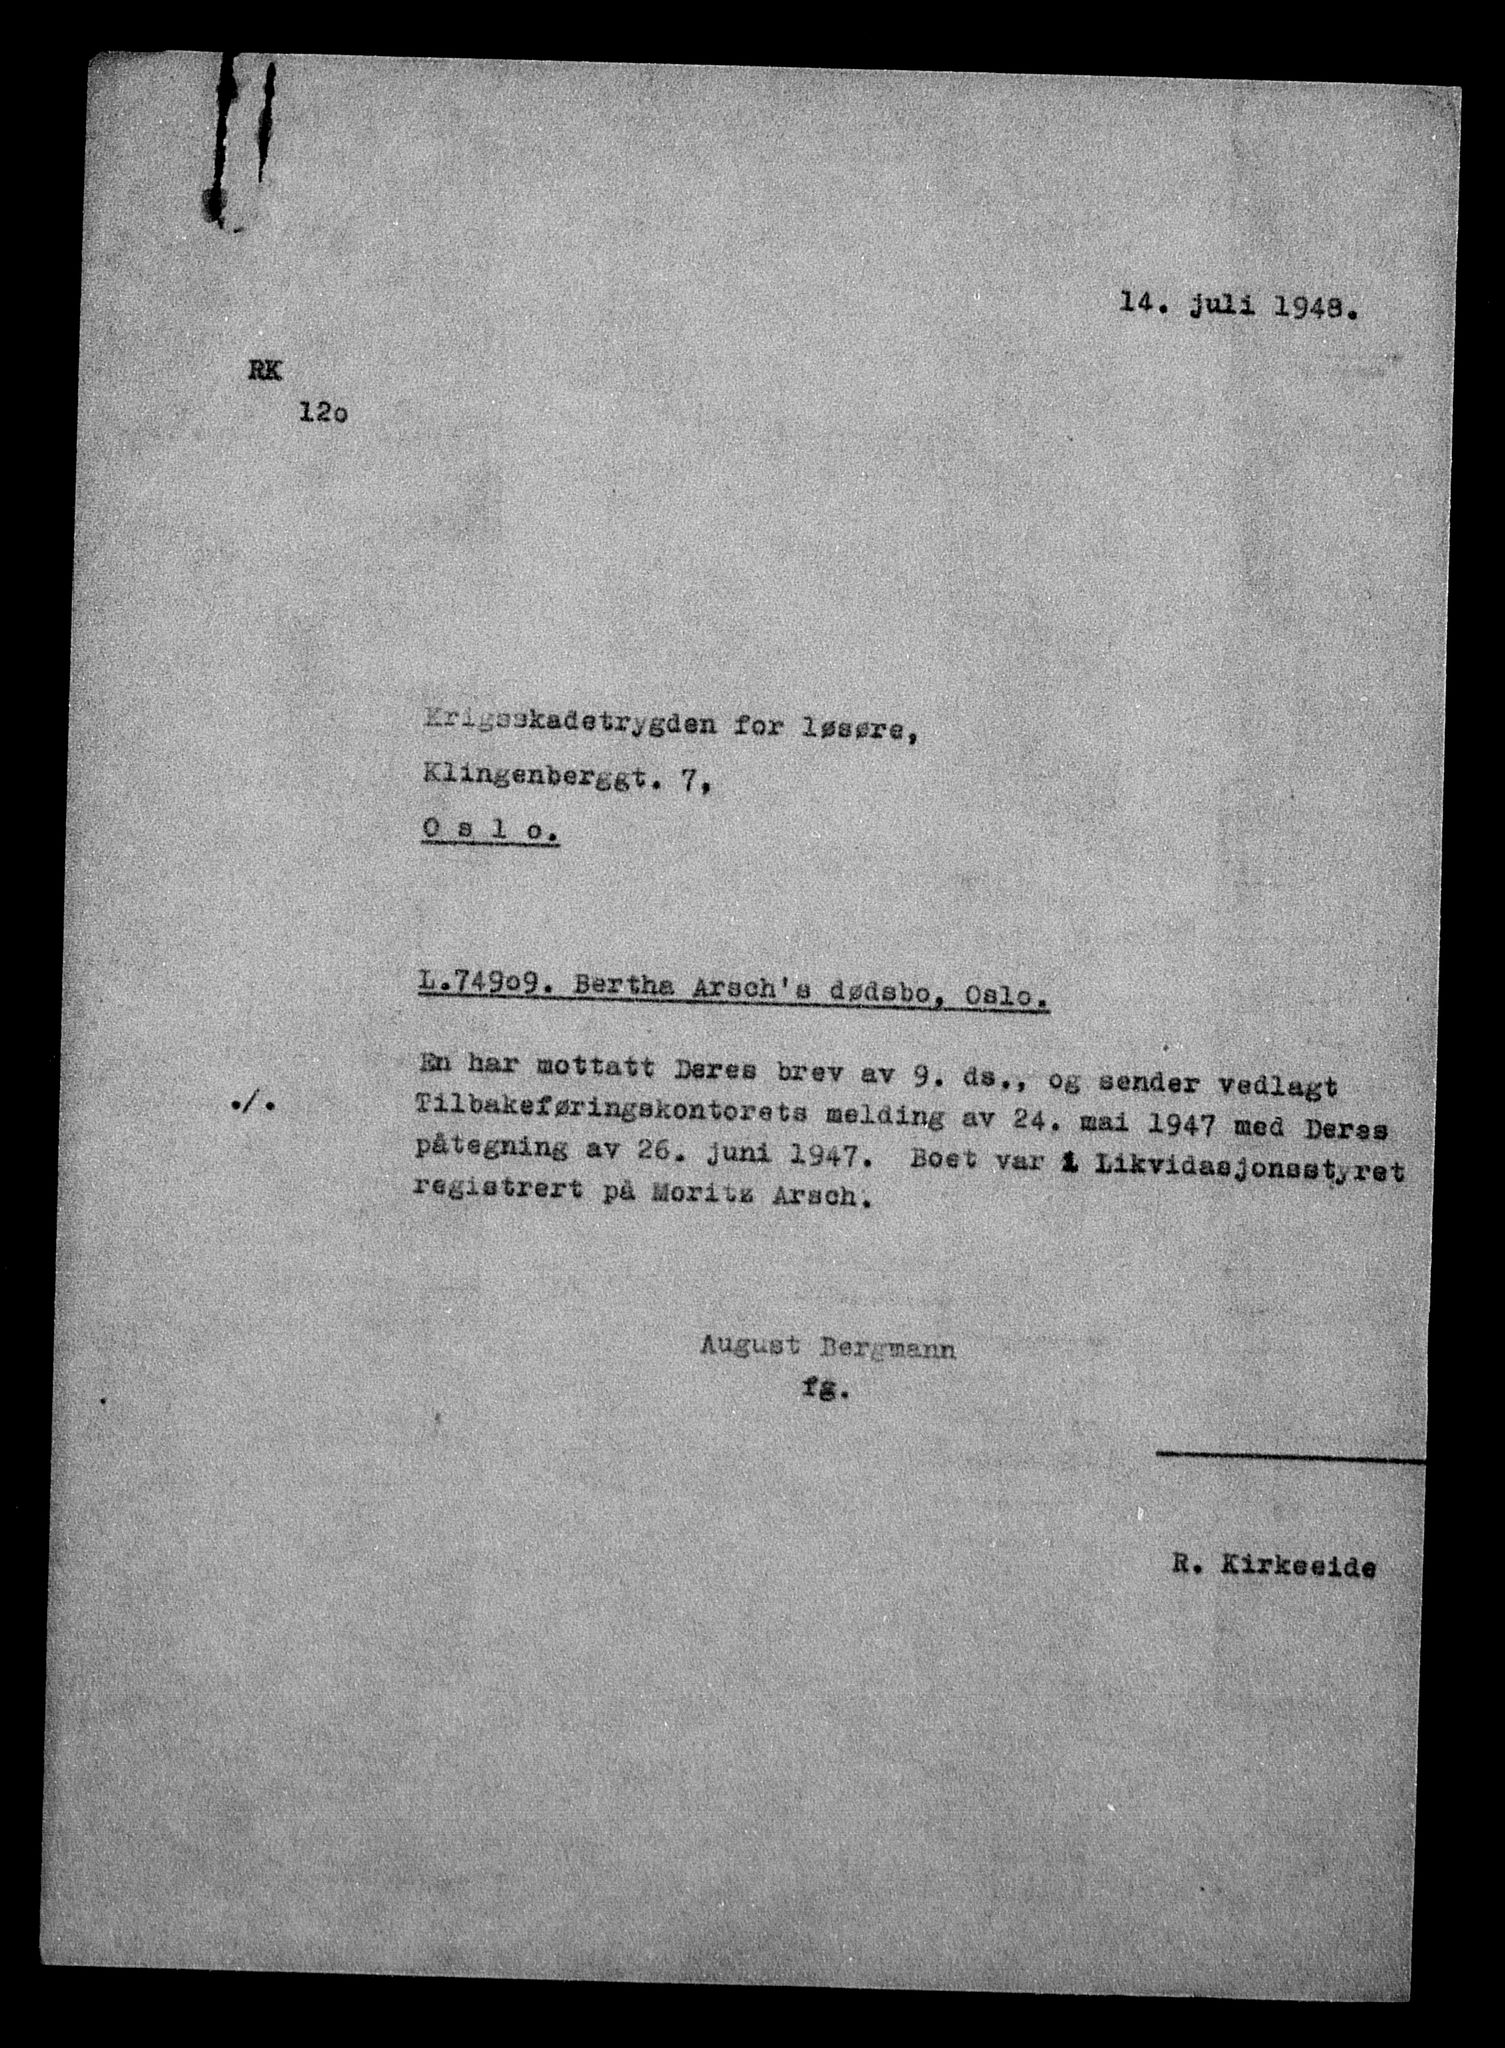 14. juli 1948.
RK
12o
Krigsskadetrygden for løsøre,
Klingenberggt. 7,
O s l o.
L.749o9. Bertha Arsch's dødsbo, Oslo.
En har mottatt Deres brev av 9. ds., og sender vedlagt
./. Tilbakeføringskontorets melding av 24. mai 1947 med Deres
påtegning av 26. juni 1947. Boet var i Likvidasjonsstyret
registrert på Moritz Arsch.
August Bergmann
fg.
R. Kirkeeide